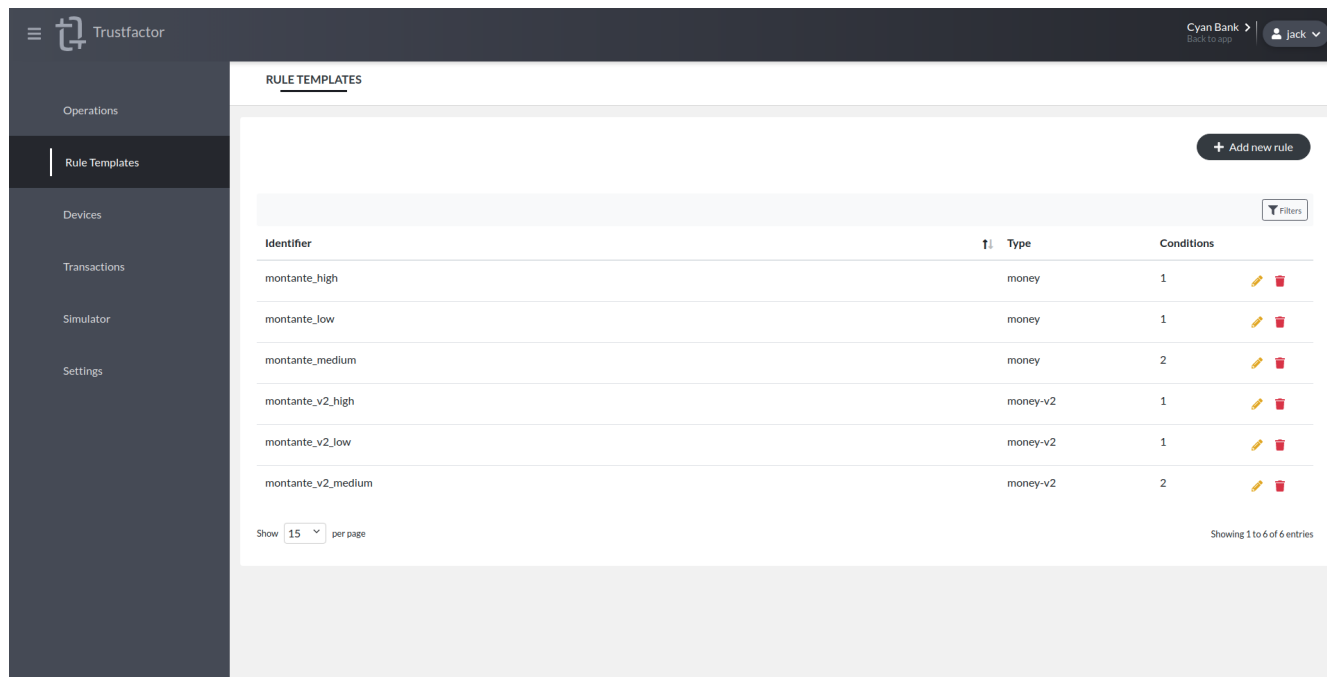 Trustfactor
Cyan Bank
Back to app
jack
Operations
Rule Templates
Devices
Transactions
Simulator
Settings
RULE TEMPLATES
+ Add new rule
Filters
Identifier Type Conditions
montante_high money 1
montante_low money 1
montante_medium money 2
montante_v2_high money-v2 1
montante_v2_low money-v2 1
montante_v2_medium money-v2 2
Show 15 per page
Showing 1 to 6 of 6 entries